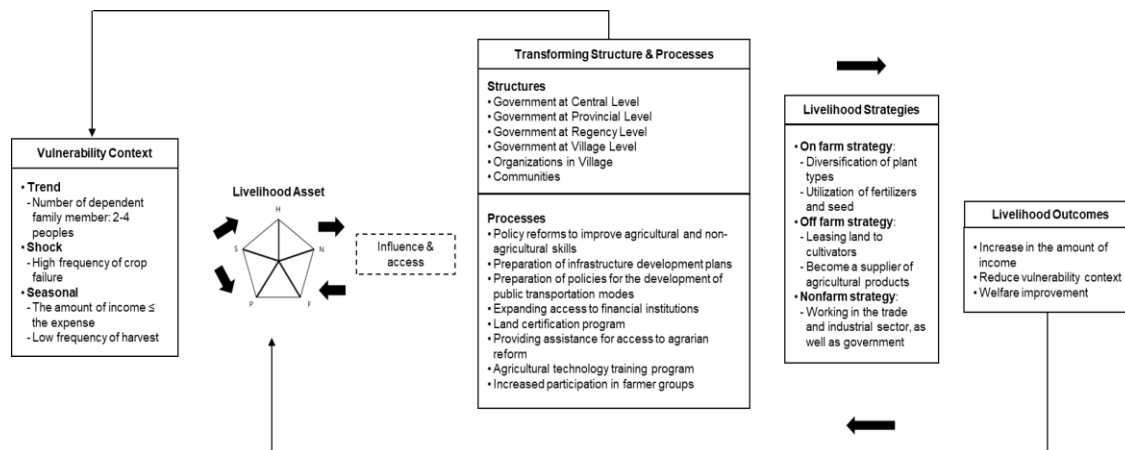 Vulnerability Context
• Trend
- Number of dependent
family member: 2-4
peoples
• Shock
- High frequency of crop
failure
• Seasonal
- The amount of income ≤
the expense
- Low frequency of harvest
Livelihood Asset
H
S
N
P
F
Influence &
access
Transforming Structure & Processes
Structures
• Government at Central Level
• Government at Provincial Level
• Government at Regency Level
• Government at Village Level
• Organizations in Village
• Communities
Processes
• Policy reforms to improve agricultural and non-
agricultural skills
• Preparation of infrastructure development plans
• Preparation of policies for the development of
public transportation modes
• Expanding access to financial institutions
• Land certification program
• Providing assistance for access to agrarian
reform
• Agricultural technology training program
• Increased participation in farmer groups
Livelihood Strategies
• On farm strategy:
- Diversification of plant
types
- Utilization of fertilizers
and seed
• Off farm strategy:
- Leasing land to
cultivators
- Become a supplier of
agricultural products
• Nonfarm strategy:
- Working in the trade
and industrial sector, as
well as government
Livelihood Outcomes
• Increase in the amount of
income
• Reduce vulnerability context
• Welfare improvement